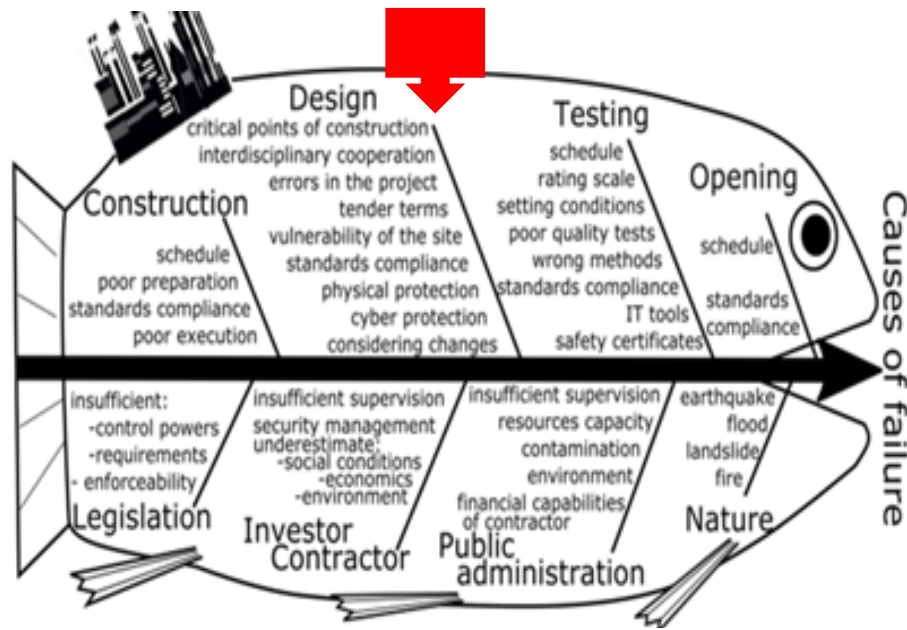 Design
critical points of construction
interdisciplinary cooperation
errors in the project
tender terms
vulnerability of the site
standards compliance
physical protection
cyber protection
considering changes
Testing
schedule
rating scale
setting conditions
poor quality tests
wrong methods
standards compliance
IT tools
safety certificates
Opening
schedule
standards
compliance
Construction
schedule
poor preparation
standards compliance
poor execution
Causes of failure
insufficient:
-control powers
-requirements
- enforceability
Legislation
insufficient supervision
security management
underestimate:
-social conditions
-economics
-environment
Investor
Contractor
insufficient supervision
resources capacity
contamination
environment
financial capabilities
of contractor
Public
administration
earthquake
flood
landslide
fire
Nature